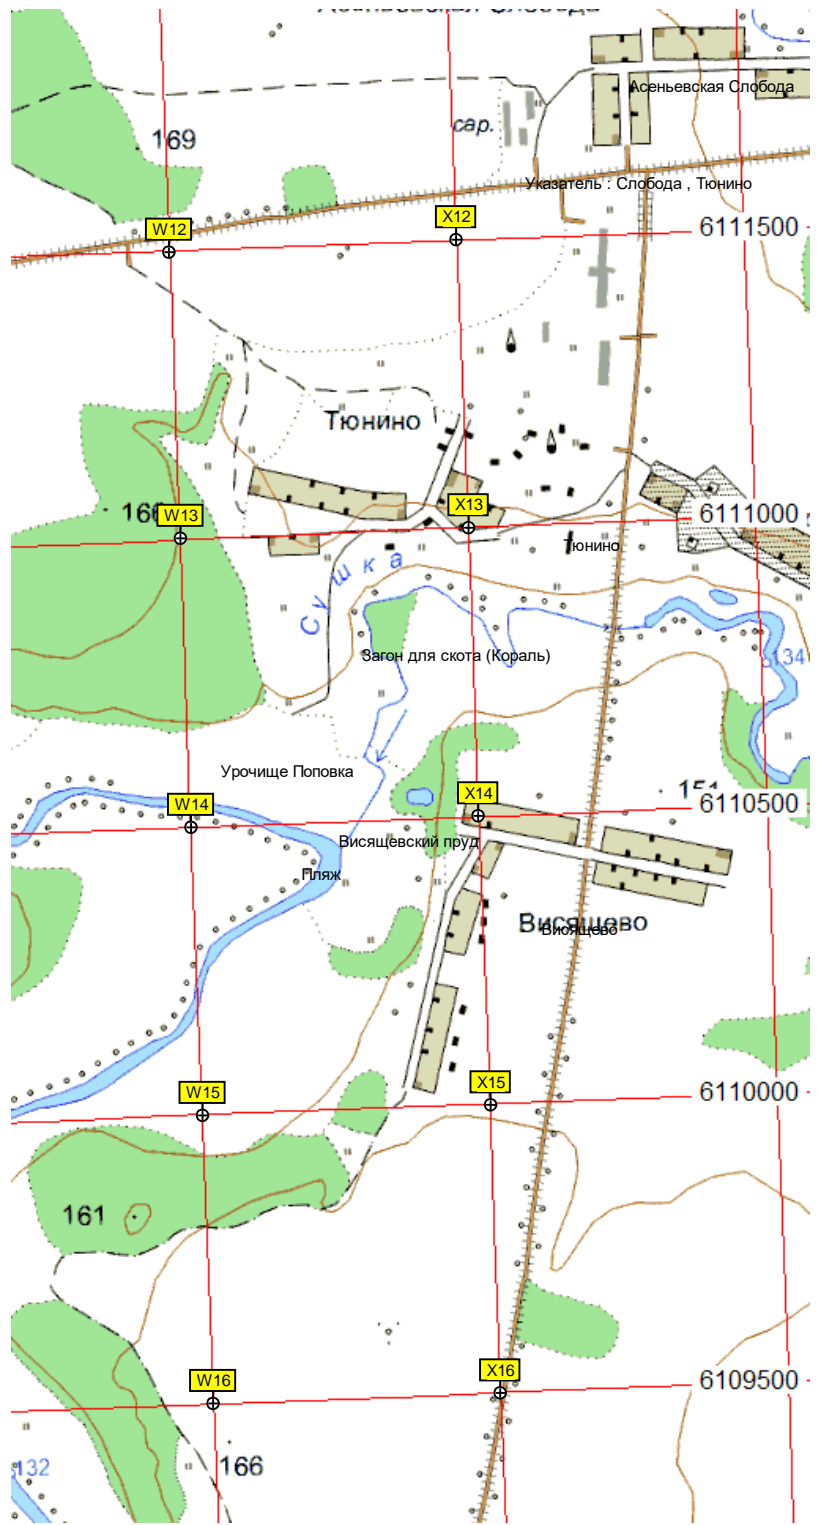 Асеньевская Слобода
Асеньевская Слобода
сар.
169
Указатель : Слобода , Тюнино
X12
W12
6111500
Тюнино
X13
W13
6111000
Тюнино
Сушка
Загон для скота (Кораль)
134
Урочище Поповка
X14
W14
6110500
Висящевский пруд
Пляж
Висящево
Висящево
X15
W15
6110000
161
X16
W16
6109500
166
132